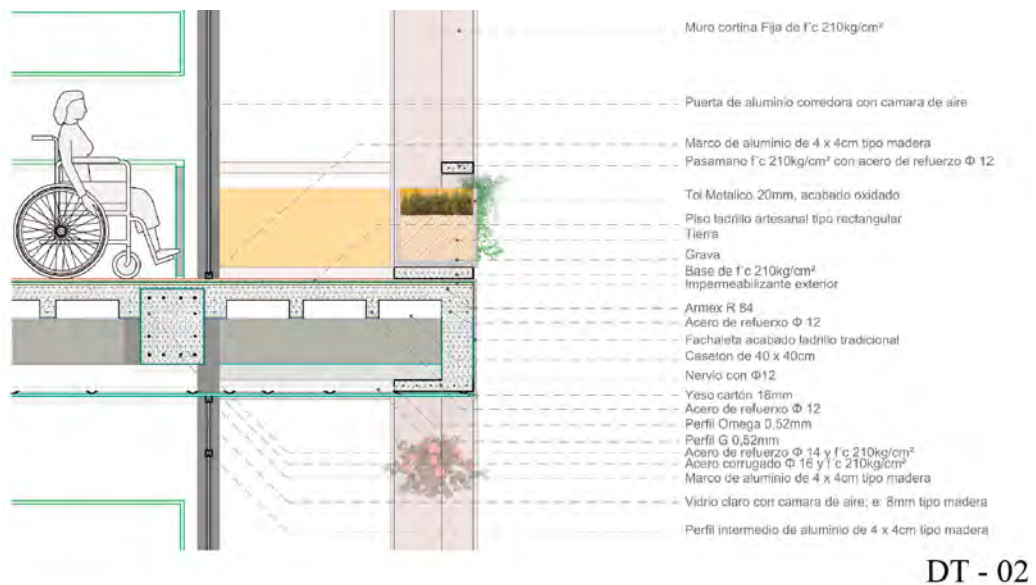 Muro cortina Fija de f'c 210kg/cm²
Puerta de aluminio corredora con camara de aire
Marco de aluminio de 4 x 4cm tipo madera
Pasamano f'c 210kg/cm² con acero de refuerzo Φ 12
Tol Metalico 20mm, acabado oxidado
Piso ladrillo artesanal tipo rectangular
Tierra
Grava
Base de f'c 210kg/cm²
Impermeabilizante exterior
Armex R 84
Acero de refuerxo Φ 12
Fachaleta acabado ladrillo tradicional
Caseton de 40 x 40cm
Nervio con Φ12
Yeso cartón 18mm
Acero de refuerxo Φ 12
Perfil Omega 0.52mm
Perfil G 0,52mm
Acero de refuerzo Φ 14 y f'c 210kg/cm²
Acero corrugado Φ 16 y f'c 210kg/cm²
Marco de aluminio de 4 x 4cm tipo madera
Vidrio claro con camara de aire; e: 8mm tipo madera
Perfil intermedio de aluminio de 4 x 4cm tipo madera
DT - 02